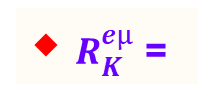 ◆ R_K^{eμ} =